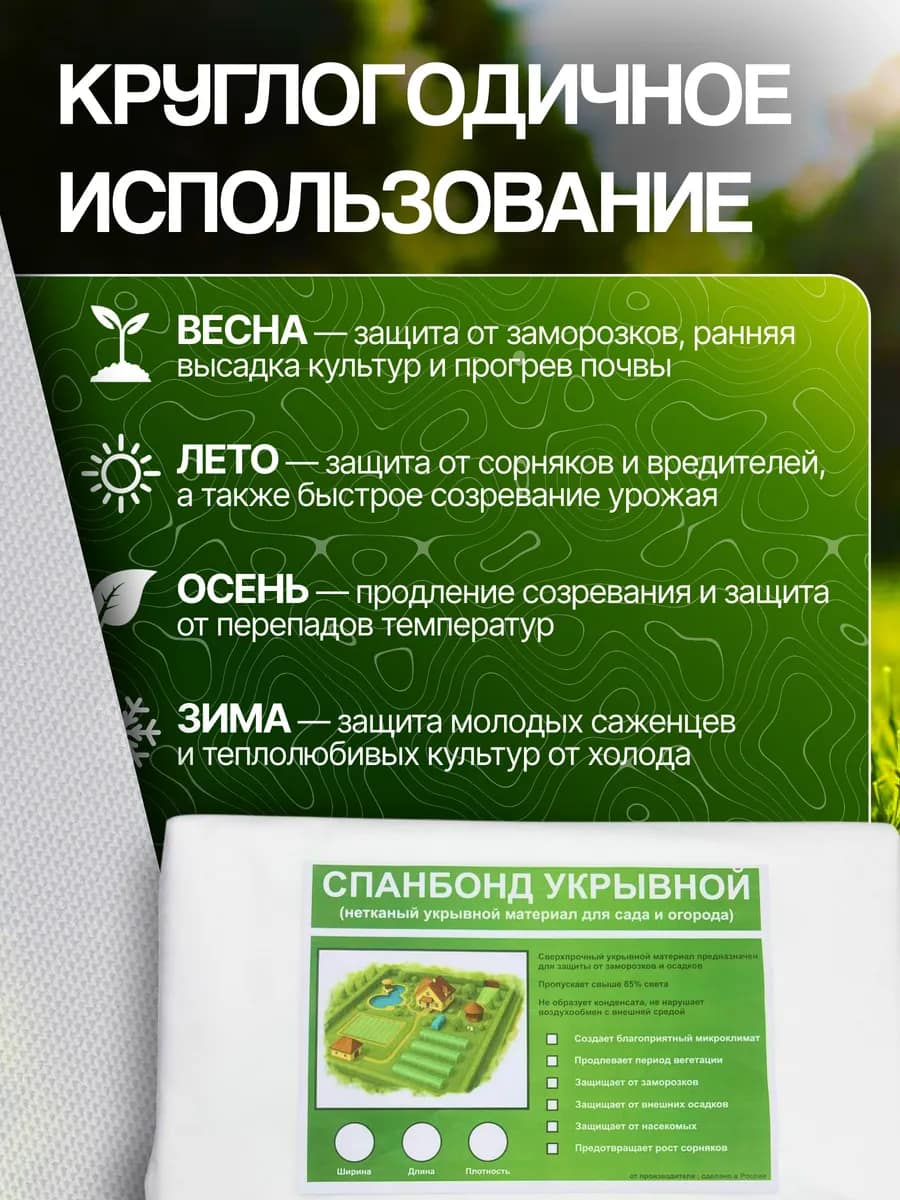 КРУГЛОГОДИЧНОЕ
ИСПОЛЬЗОВАНИЕ
ВЕСНА — защита от заморозков, ранняя
высадка культур и прогрев почвы
ЛЕТО — защита от сорняков и вредителей,
а также быстрое созревание урожая
ОСЕНЬ — продление созревания и защита
от перепадов температур
ЗИМА — защита молодых саженцев
и теплолюбивых культур от холода
СПАНБОНД УКРЫВНОЙ
(нетканый укрывной материал для сада и огорода)
Сверхпрочный укрывной материал предназначен
для защиты от заморозков и осадков
Пропускает свыше 85% света
Не образует конденсата, не нарушает
воздухообмен с внешней средой
Создает благоприятный микроклимат
Продлевает период вегетации
Защищает от заморозков
Защищает от внешних осадков
Защищает от насекомых
Предотвращает рост сорняков
Ширина
Длина
Плотность
от производителя, сделано в России